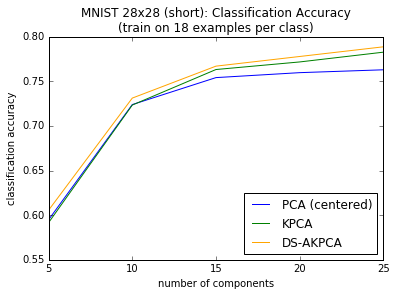 MNIST 28x28 (short): Classification Accuracy
(train on 18 examples per class)
0.80
0.75
0.70
0.65
0.60
0.55
classification accuracy
PCA (centered)
KPCA
DS-AKPCA
5
10
15
20
25
number of components